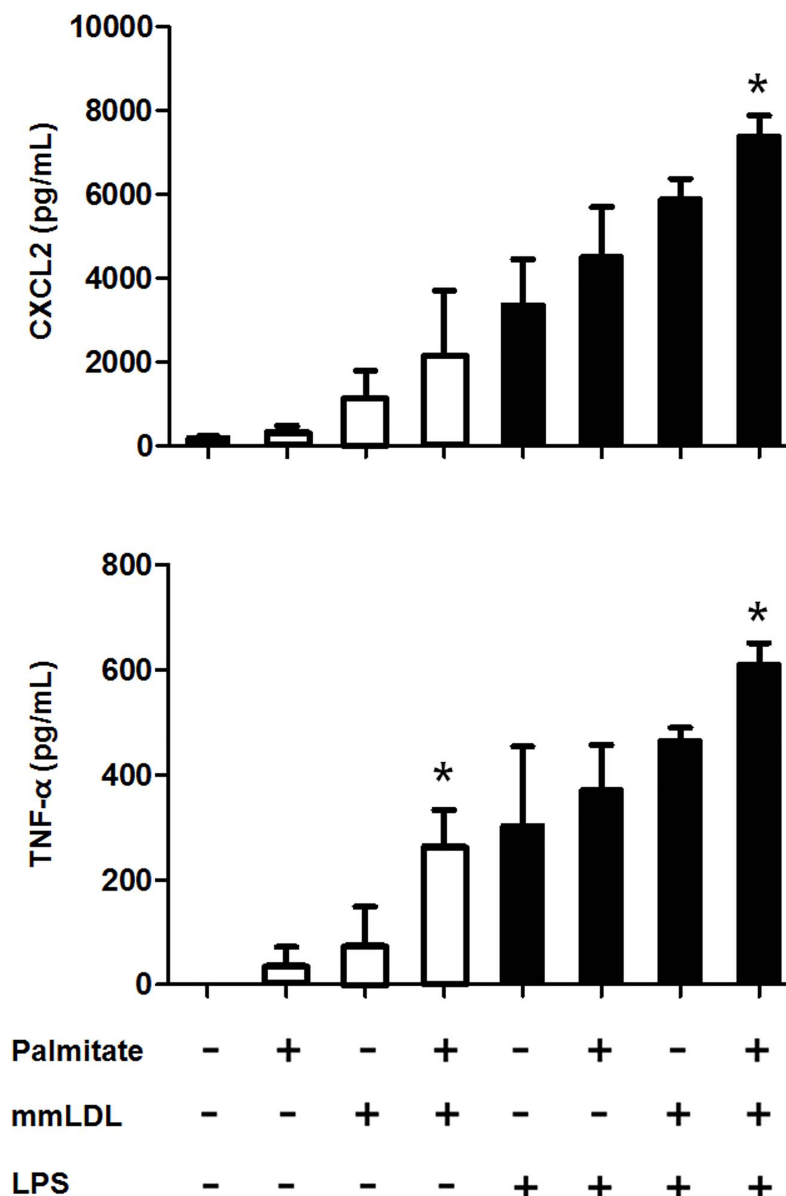 10000
8000
6000
4000
2000
0
CXCL2 (pg/mL)
*
800
600
400
200
0
TNF-α (pg/mL)
* *
Palmitate - + - + - + - +
mmLDL - - + + - - + +
LPS - - - - + + + +